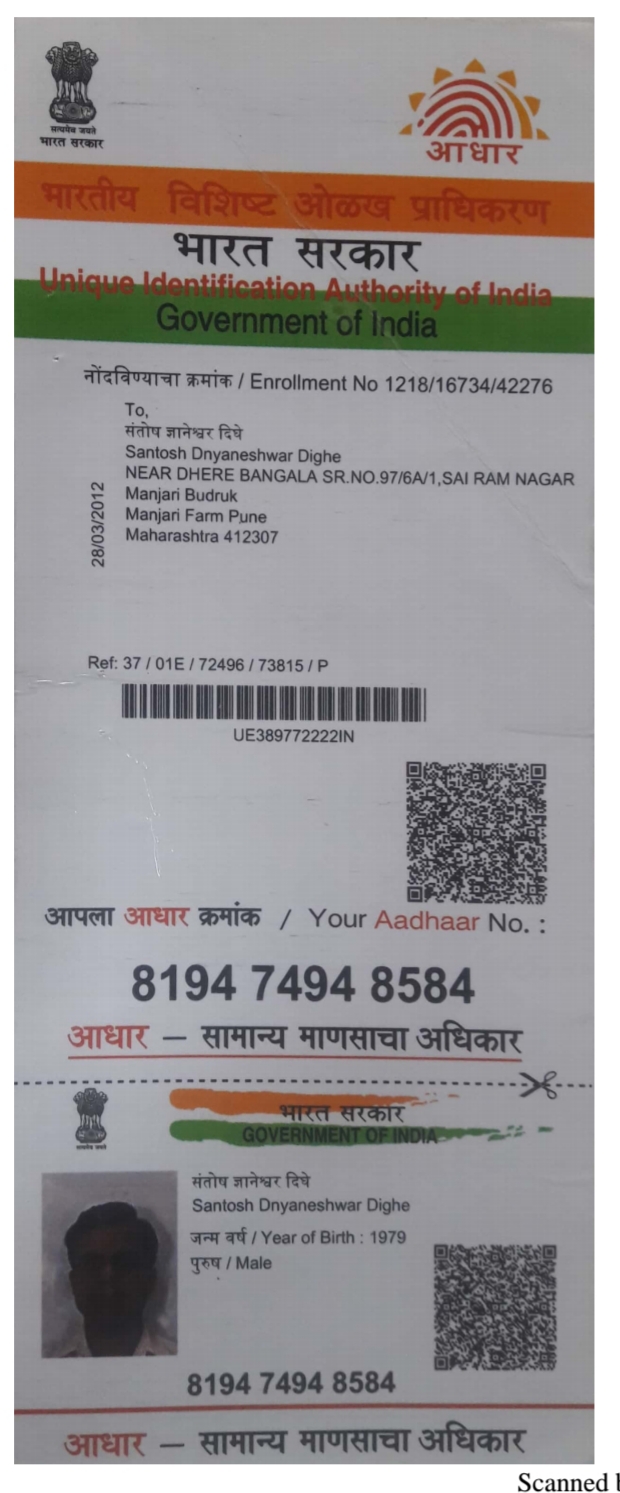 सत्यमेव जयते
भारत सरकार
आधार
भारतीय विशिष्ट ओळख प्राधिकरण
भारत सरकार
Unique Identification Authority of India
Government of India
नोंदविण्याचा क्रमांक / Enrollment No 1218/16734/42276
To,
संतोष ज्ञानेश्वर दिघे
Santosh Dnyaneshwar Dighe
NEAR DHERE BANGALA SR.NO.97/6A/1,SAI RAM NAGAR
Manjari Budruk
Manjari Farm Pune
Maharashtra 412307
28/03/2012
Ref: 37 / 01E / 72496 / 73815 / P
UE389772222IN
आपला आधार क्रमांक / Your Aadhaar No. :
8194 7494 8584
आधार – सामान्य माणसाचा अधिकार
भारत सरकार
GOVERNMENT OF INDIA
सत्यमेव जयते
संतोष ज्ञानेश्वर दिघे
Santosh Dnyaneshwar Dighe
जन्म वर्ष / Year of Birth : 1979
पुरुष / Male
8194 7494 8584
आधार – सामान्य माणसाचा अधिकार
Scanned